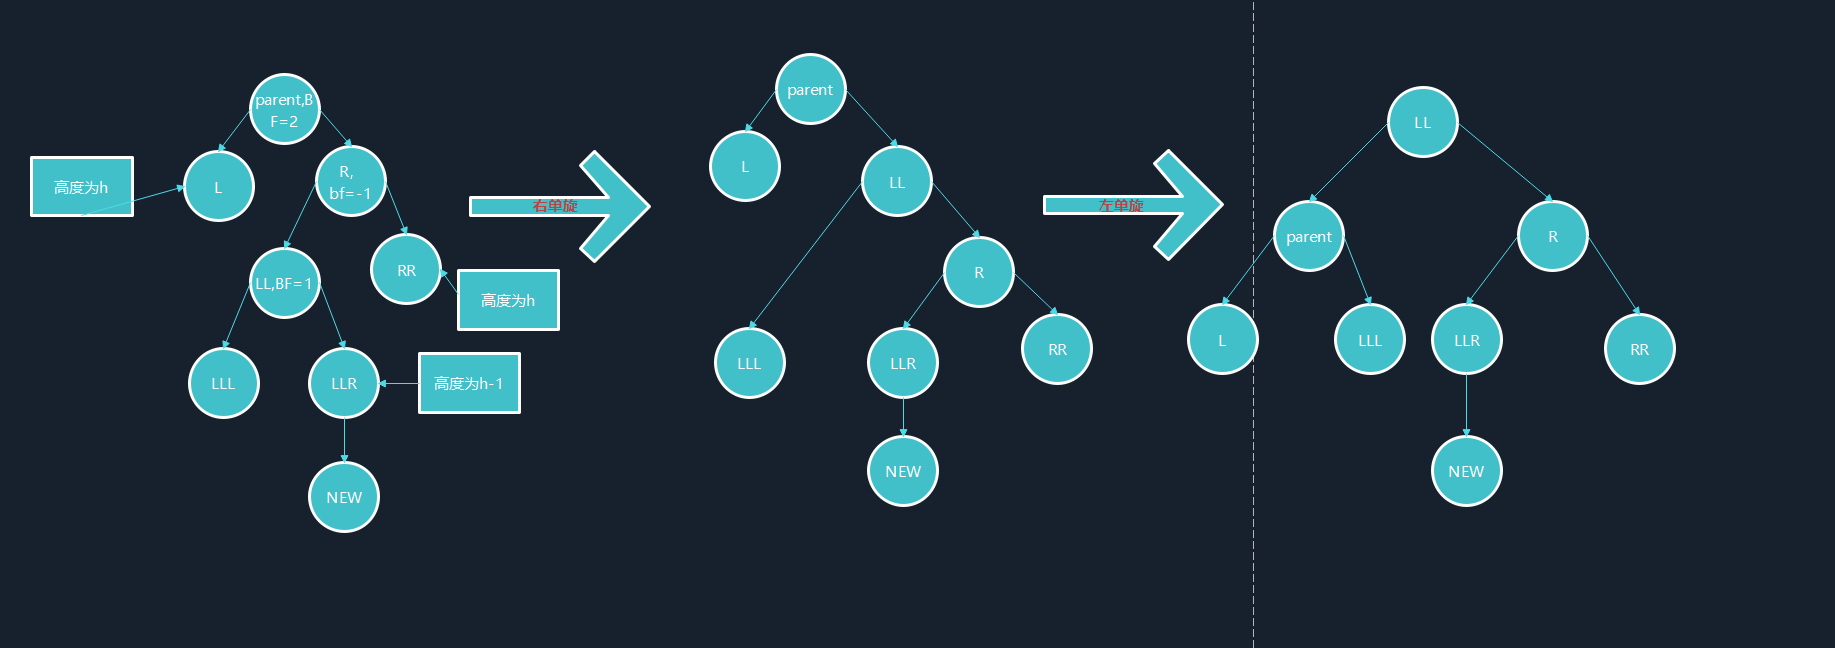 parent,B
F=2
高度为h
L
R,
bf=-1
LL,BF=1
RR
高度为h
LLL
LLR
高度为h-1
NEW
右单旋
parent
L
LL
R
LLL
LLR
RR
NEW
左单旋
LL
parent
R
L
LLL
LLR
RR
NEW